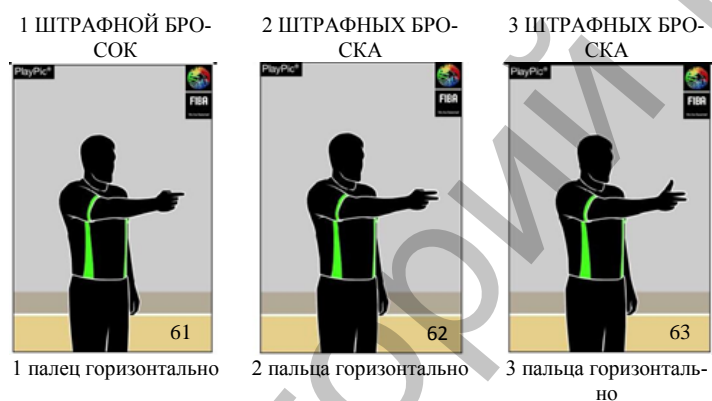 1 ШТРАФНОЙ БРО-
СОК
2 ШТРАФНЫХ БРО-
СКА
3 ШТРАФНЫХ БРО-
СКА
PlayPic®
FIBA
PlayPic®
FIBA
PlayPic®
FIBA
61
62
63
1 палец горизонтально
2 пальца горизонтально
3 пальца горизонталь-
но